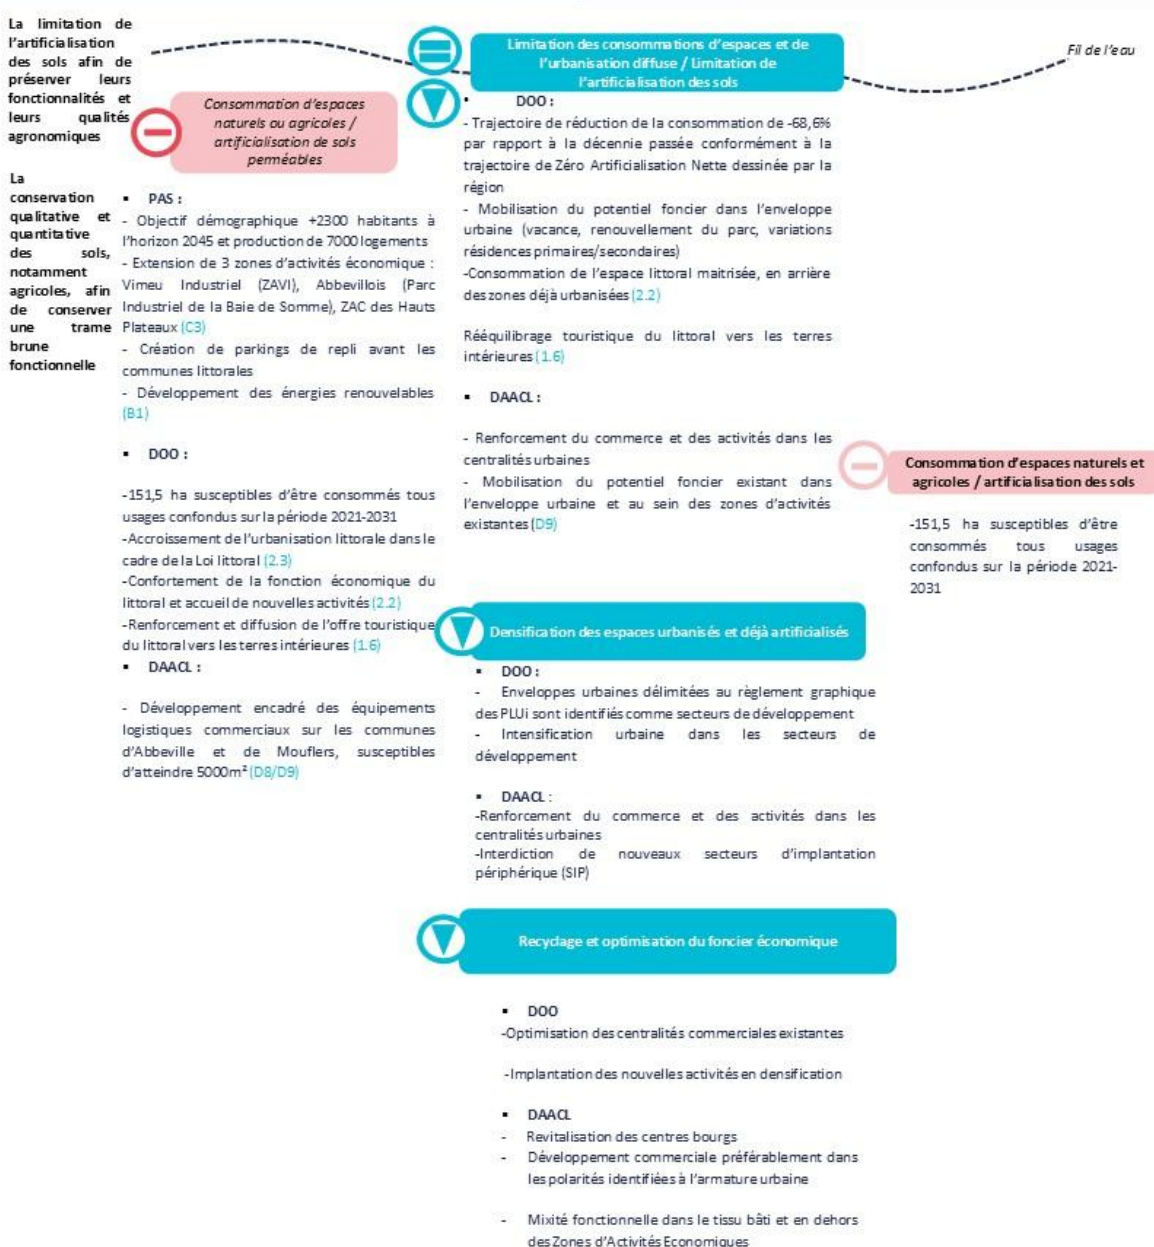 La limitation de
l'artificialisation
des sols afin de
préserver leurs
fonctionnalités et
leurs qualités
agronomiques
La
conservation
qualitative et
quantitative
des sols,
notamment
agricoles, afin
de conserver
une trame
brune
fonctionnelle
Consommation d'espaces
naturels ou agricoles /
artificialisation de sols
perméables
▪ PAS :
- Objectif démographique +2300 habitants à
l'horizon 2045 et production de 7000 logements
- Extension de 3 zones d'activités économique :
Vimeu Industriel (ZAVI), Abbevillois (Parc
Industriel de la Baie de Somme), ZAC des Hauts
Plateaux (C3)
- Création de parkings de repli avant les
communes littorales
- Développement des énergies renouvelables
(B1)
▪ DOO :
-151,5 ha susceptibles d'être consommés tous
usages confondus sur la période 2021-2031
-Accroissement de l'urbanisation littorale dans le
cadre de la Loi littoral (2.3)
-Confortement de la fonction économique du
littoral et accueil de nouvelles activités (2.2)
-Renforcement et diffusion de l'offre touristique
du littoral vers les terres intérieures (1.6)
▪ DAACL :
- Développement encadré des équipements
logistiques commerciaux sur les communes
d'Abbeville et de Mouflers, susceptibles
d'atteindre 5000m² (D8/D9)
Limitation des consommations d'espaces et de
l'urbanisation diffuse / Limitation de
l'artificialisation des sols
▪ DOO :
- Trajectoire de réduction de la consommation de -68,6%
par rapport à la décennie passée conformément à la
trajectoire de Zéro Artificialisation Nette dessinée par la
région
- Mobilisation du potentiel foncier dans l'enveloppe
urbaine (vacance, renouvellement du parc, variations
résidences primaires/secondaires)
-Consommation de l'espace littoral maitrisée, en arrière
des zones déjà urbanisées (2.2)
Rééquilibrage touristique du littoral vers les terres
intérieures (1.6)
▪ DAACL :
- Renforcement du commerce et des activités dans les
centralités urbaines
- Mobilisation du potentiel foncier existant dans
l'enveloppe urbaine et au sein des zones d'activités
existantes (D9)
Densification des espaces urbanisés et déjà artificialisés
▪ DOO :
- Enveloppes urbaines délimitées au règlement graphique
des PLUi sont identifiés comme secteurs de développement
- Intensification urbaine dans les secteurs de
développement
▪ DAACL :
-Renforcement du commerce et des activités dans les
centralités urbaines
-Interdiction de nouveaux secteurs d'implantation
périphérique (SIP)
Recyclage et optimisation du foncier économique
▪ DOO
-Optimisation des centralités commerciales existantes
-Implantation des nouvelles activités en densification
▪ DAACL
- Revitalisation des centres bourgs
- Développement commerciale préférablement dans
les polarités identifiées à l'armature urbaine
- Mixité fonctionnelle dans le tissu bâti et en dehors
des Zones d'Activités Economiques
Fil de l'eau
Consommation d'espaces naturels et
agricoles / artificialisation des sols
-151,5 ha susceptibles d'être
consommés tous usages
confondus sur la période 2021-
2031